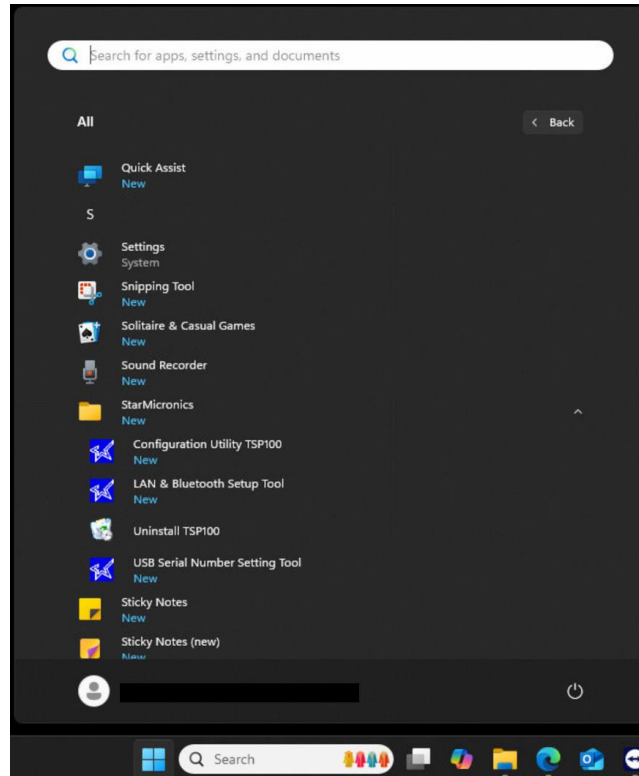 Search for apps, settings, and documents
All
Back
Quick Assist
New
S
Settings
System
Snipping Tool
New
Solitaire & Casual Games
New
Sound Recorder
New
StarMicronics
New
Configuration Utility TSP100
New
LAN & Bluetooth Setup Tool
New
Uninstall TSP100
USB Serial Number Setting Tool
New
Sticky Notes
New
Sticky Notes (new)
New
Search